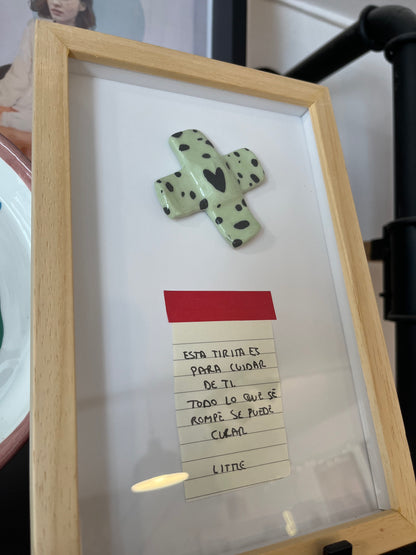 ESTA TIRITA ES
PARA CUIDAR
DE TI.
TODO LO QUE SE
ROMPE SE PUEDE
CURAR
LITTLE